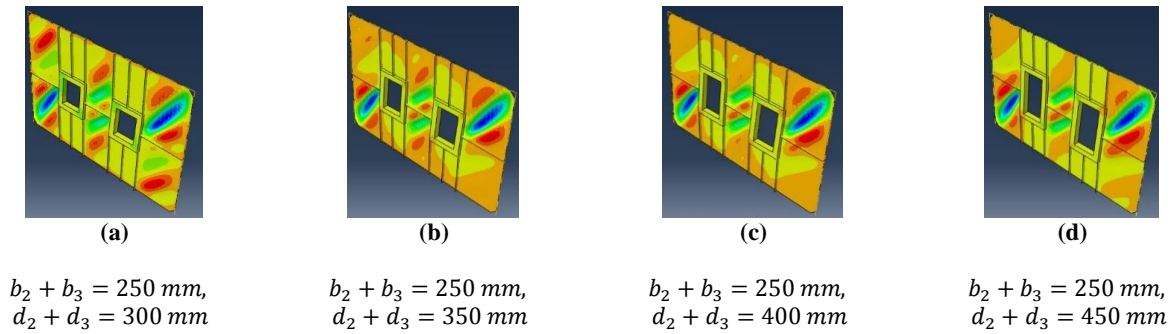 (a)
(b)
(c)
(d)
b₂ + b₃ = 250 mm,
d₂ + d₃ = 300 mm
b₂ + b₃ = 250 mm,
d₂ + d₃ = 350 mm
b₂ + b₃ = 250 mm,
d₂ + d₃ = 400 mm
b₂ + b₃ = 250 mm,
d₂ + d₃ = 450 mm